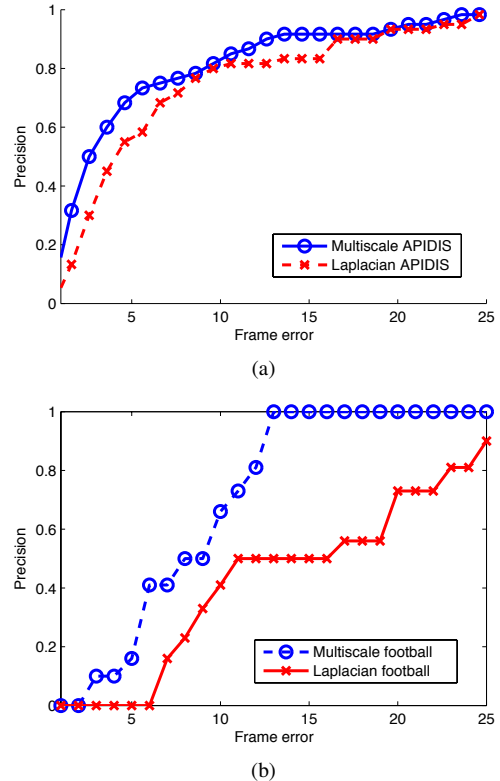 1
0.8
0.6
0.4
0.2
0
Precision
Multiscale APIDIS
Laplacian APIDIS
5 10 15 20 25
Frame error
(a)
1
0.8
0.6
0.4
0.2
0
Precision
Multiscale football
Laplacian football
5 10 15 20 25
Frame error
(b)